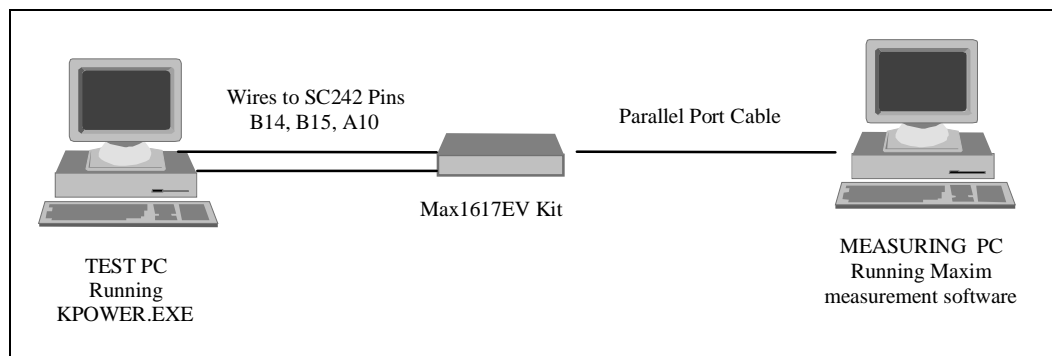 Wires to SC242 Pins
B14, B15, A10
Parallel Port Cable
Max1617EV Kit
TEST PC
Running
KPOWER.EXE
MEASURING PC
Running Maxim
measurement software